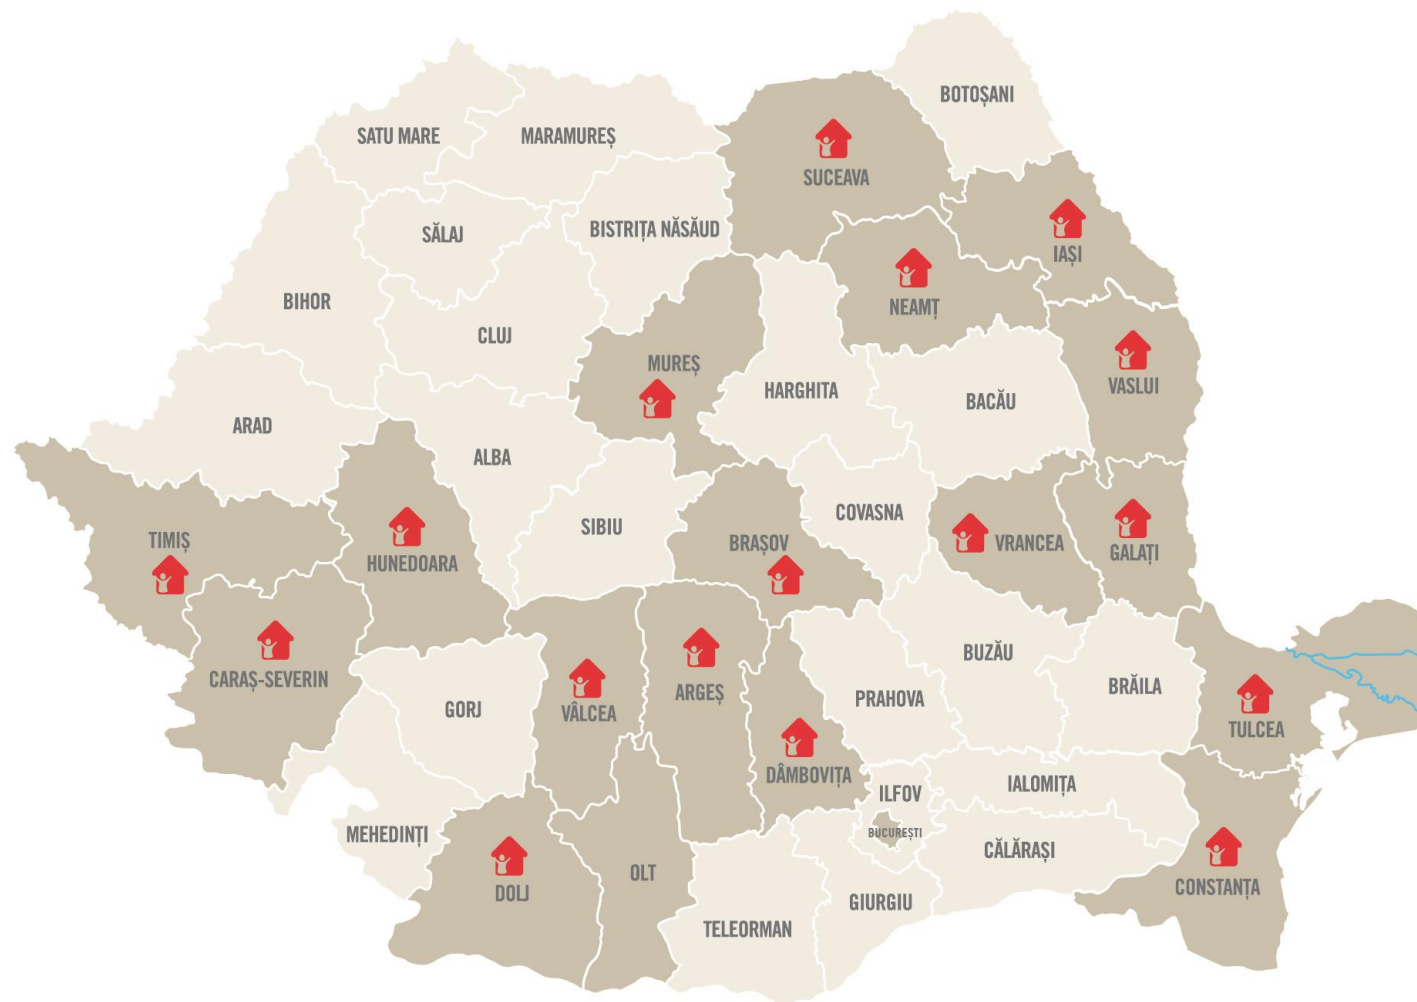 BOTOȘANI
SATU MARE
MARAMUREȘ
SUCEAVA
SĂLAJ
BISTRIȚA NĂSĂUD
IAȘI
BIHOR
NEAMȚ
CLUJ
MUREȘ
VASLUI
HARGHITA
BACĂU
ARAD
ALBA
COVASNA
SIBIU
TIMIȘ
BRAȘOV
VRANCEA
GALAȚI
HUNEDOARA
BUZĂU
CARAȘ-SEVERIN
BRĂILA
ARGEȘ
PRAHOVA
GORJ
VÂLCEA
TULCEA
DÂMBOVIȚA
IALOMIȚA
ILFOV
MEHEDINȚI
BUCUREȘTI
CĂLĂRAȘI
OLT
DOLJ
CONSTANȚA
GIURGIU
TELEORMAN